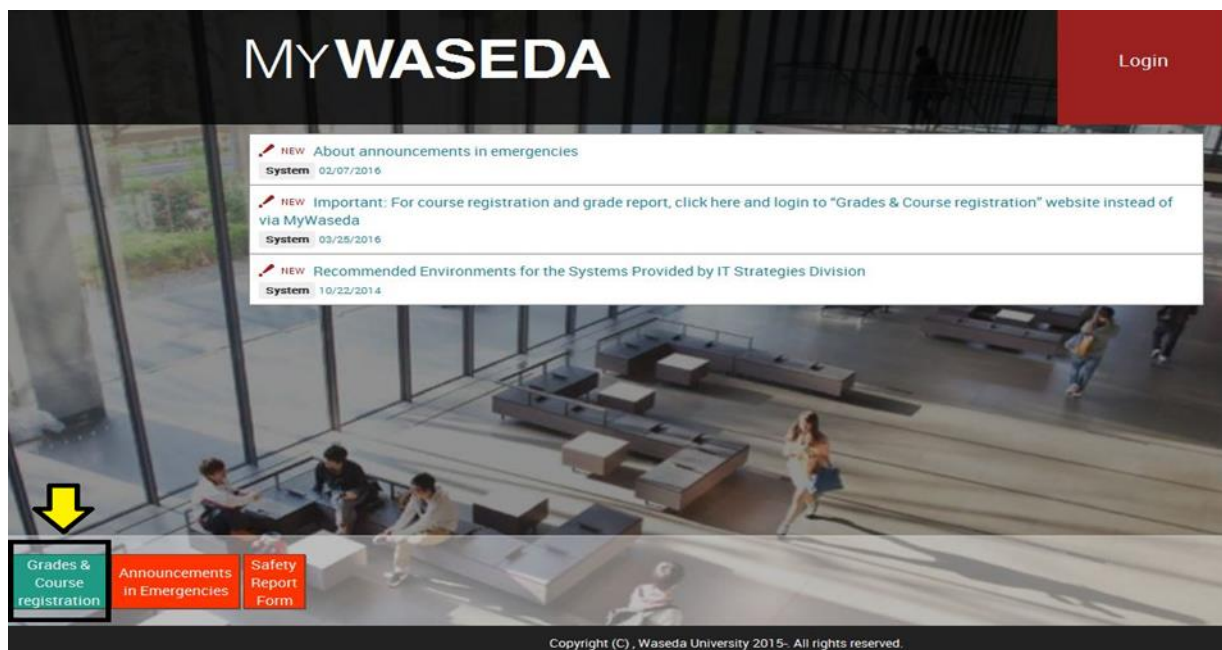 MYWASEDA
Login
NEW About announcements in emergencies
System 02/07/2016
NEW Important: For course registration and grade report, click here and login to “Grades & Course registration” website instead of
via MyWaseda
System 03/25/2016
NEW Recommended Environments for the Systems Provided by IT Strategies Division
System 10/22/2014
Grades &
Course
registration
Announcements
in Emergencies
Safety
Report
Form
Copyright (C) , Waseda University 2015-. All rights reserved.